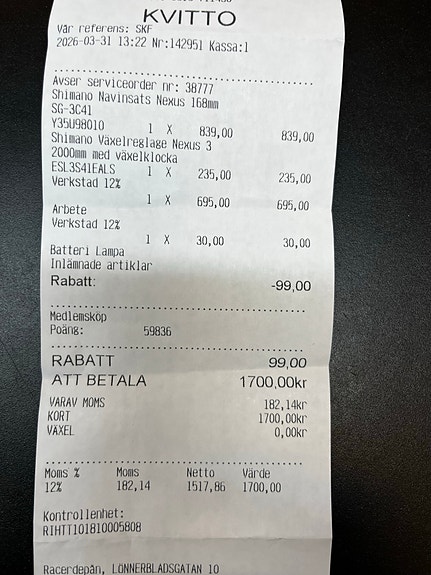 KVITTO
Vår referens: SKF
2026-03-31 13:22 Nr:142951 Kassa:1
Avser serviceorder nr: 38777
Shimano Navinsats Nexus 168mm
SG-3C41
Y35U98010 1 X 839,00 839,00
Shimano Växelreglage Nexus 3
2000mm med växelklocka
ESL3S41EALS 1 X 235,00 235,00
Verkstad 12%
1 X 695,00 695,00
Arbete
Verkstad 12%
1 X 30,00 30,00
Batteri Lampa
Inlämnade artiklar
Rabatt: -99,00
Medlemsköp
Poäng: 59836
RABATT 99,00
ATT BETALA 1700,00kr
VARAV MOMS 182,14kr
KORT 1700,00kr
VÄXEL 0,00kr
Moms % Moms Netto Värde
12% 182,14 1517,86 1700,00
Kontrollenhet:
RIHTT101810005808
Racerdepån, LONNERBLADSGATAN 10